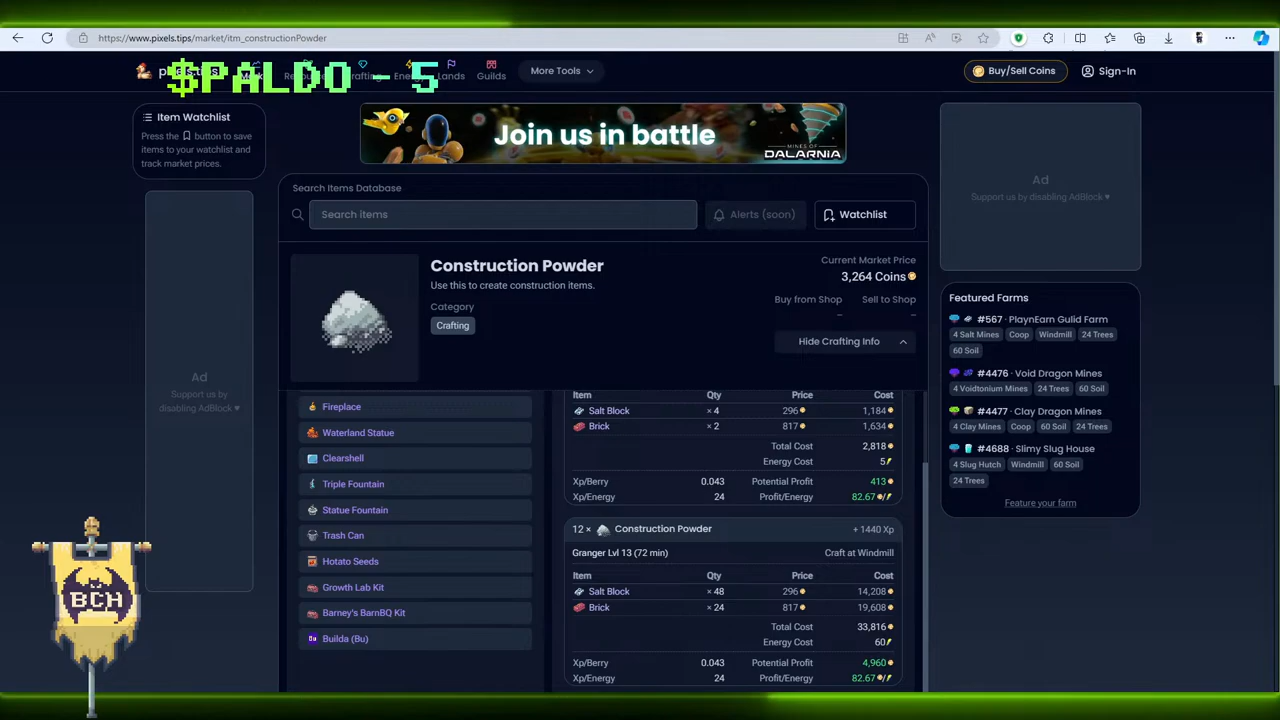 https://www.pixels.tips/market/itm_constructionPowder
$PALDO - 5
Lands
Guilds
More Tools
Buy/Sell Coins
Sign-In
Item Watchlist
Press the button to save
items to your watchlist and
track market prices.
Join us in battle
MINES OF
DALARNIA
Ad
Support us by disabling AdBlock ♥
Ad
Support us by
disabling AdBlock ♥
Search Items Database
Search items
Alerts (soon)
Watchlist
Construction Powder
Use this to create construction items.
Category
Crafting
Current Market Price
3,264 Coins
Buy from Shop Sell to Shop
– –
Hide Crafting Info
Fireplace
Waterland Statue
Clearshell
Triple Fountain
Statue Fountain
Trash Can
Hotato Seeds
Growth Lab Kit
Barney's BarnBQ Kit
Bu Builda (Bu)
Item Qty Price Cost
Salt Block × 4 296 1,184
Brick × 2 817 1,634
Total Cost 2,818
Energy Cost 5
Xp/Berry 0.043 Potential Profit 413
Xp/Energy 24 Profit/Energy 82.67 /
12 × Construction Powder + 1440 Xp
Granger Lvl 13 (72 min) Craft at Windmill
Item Qty Price Cost
Salt Block × 48 296 14,208
Brick × 24 817 19,608
Total Cost 33,816
Energy Cost 60
Xp/Berry 0.043 Potential Profit 4,960
Xp/Energy 24 Profit/Energy 82.67 /
Featured Farms
#567 · PlaynEarn Guild Farm
4 Salt Mines Coop Windmill 24 Trees
60 Soil
#4476 · Void Dragon Mines
4 Voidtonium Mines 24 Trees 60 Soil
#4477 · Clay Dragon Mines
4 Clay Mines Coop 60 Soil 24 Trees
#4688 · Slimy Slug House
4 Slug Hutch Windmill 60 Soil
24 Trees
Feature your farm
BCH